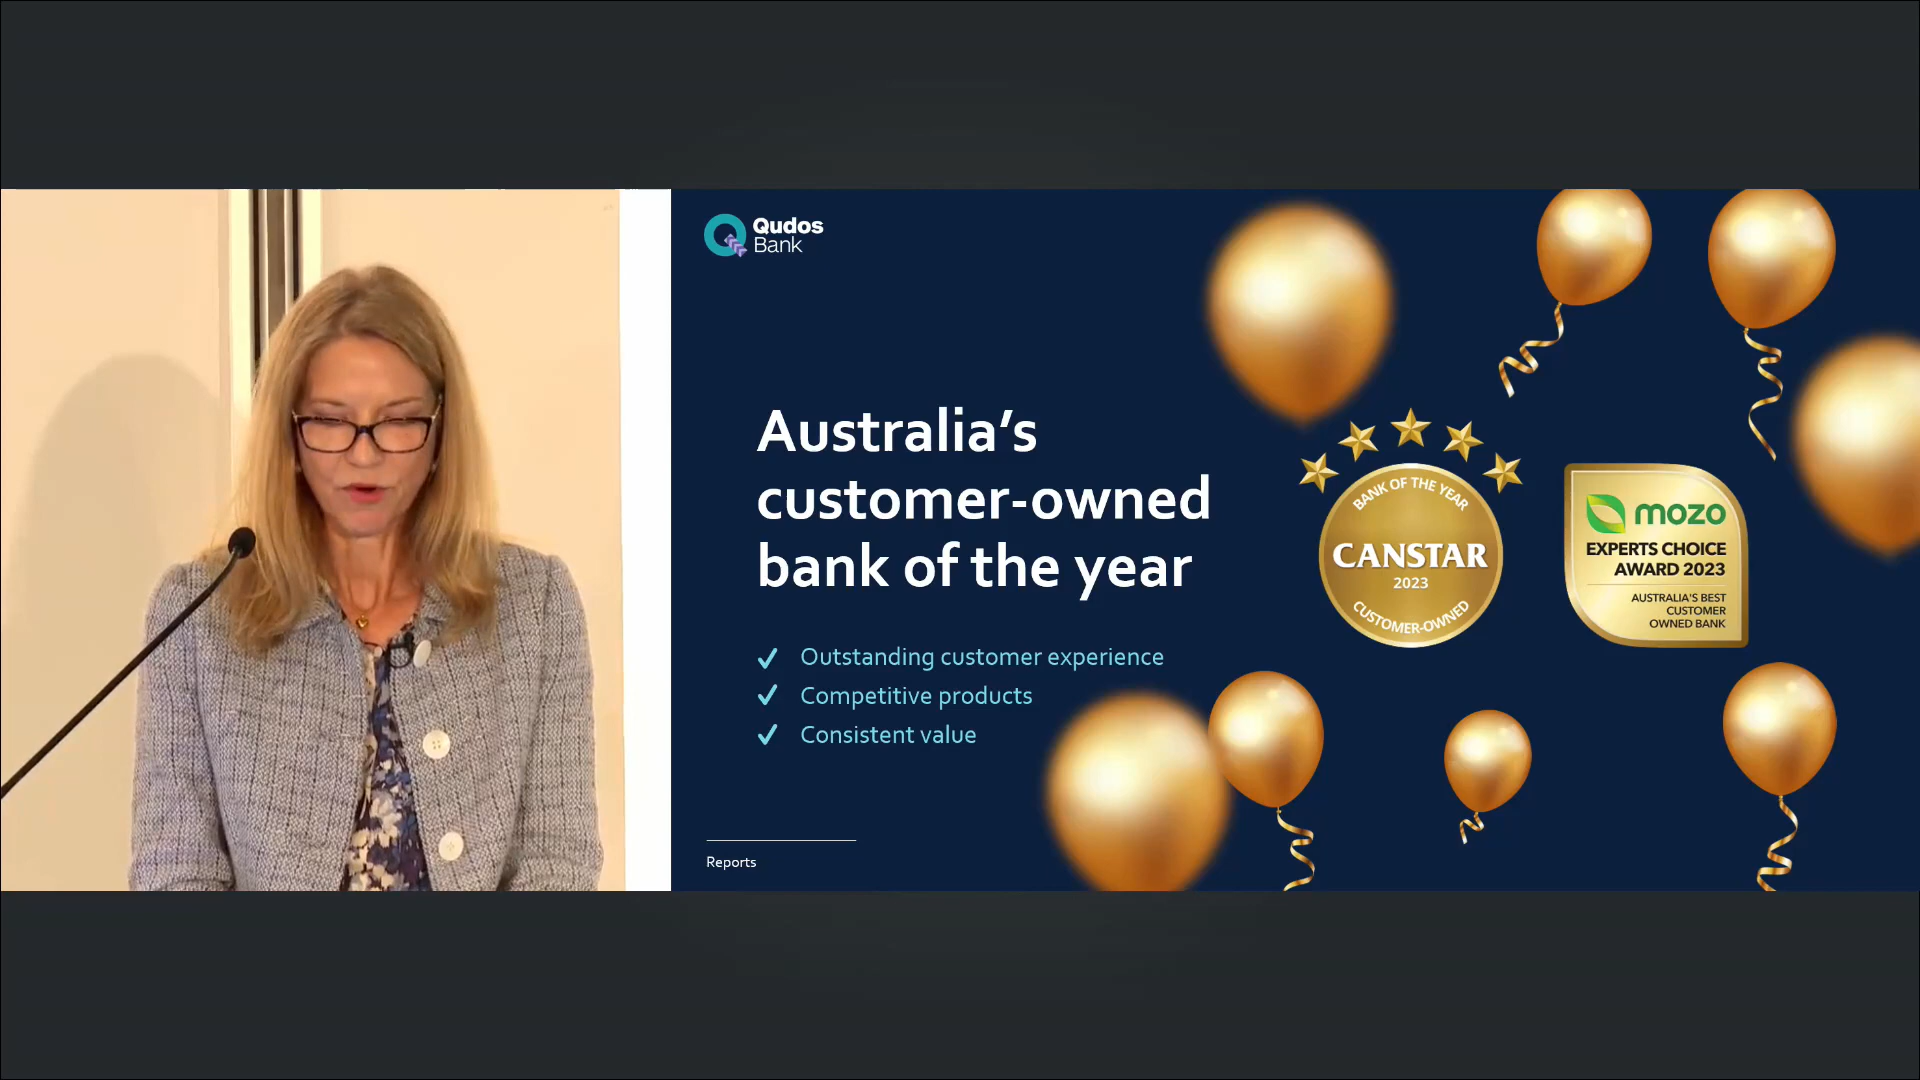 Qudos
Bank
Australia’s
customer-owned
bank of the year
Outstanding customer experience
Competitive products
Consistent value
BANK OF THE YEAR
CANSTAR
2023
CUSTOMER-OWNED
mozo
EXPERTS CHOICE
AWARD 2023
AUSTRALIA'S BEST
CUSTOMER
OWNED BANK
Reports